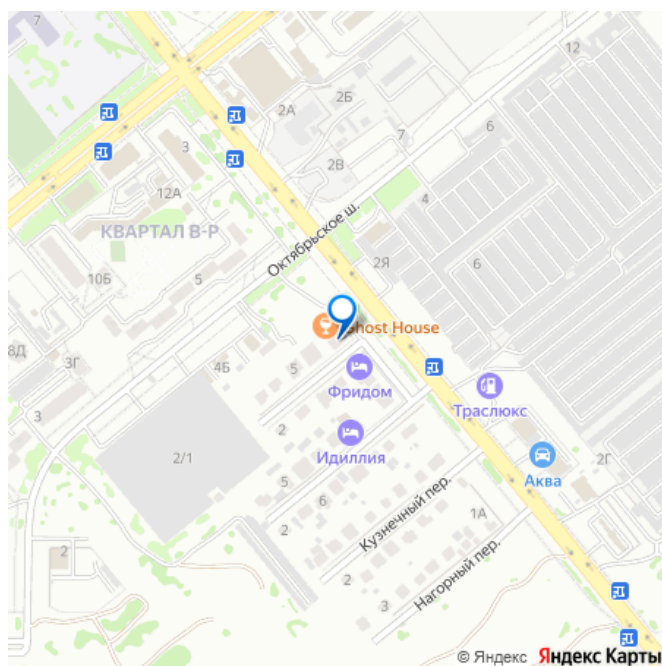 7
12
2Б
2А
6
3
7
2В
12А
4
КВАРТАЛ В-Р
Октябрьское ш.
2Я
6
10Б
5
Ghost House
8Д
3Г
4Б
5
Фридом
Траслюкс
3
2
Идиллия
2/1
2Г
Аква
5
6
1А
2
Кузнечный пер.
2
2
Нагорный пер.
3
© Яндекс Яндекс Карты